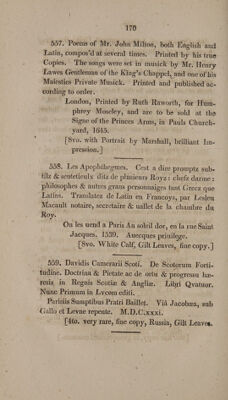 170
557. Poems of Mr. John Milton, both English and
Latin, compos'd at several times. Printed by his true
Copies. The songs were set in musick by Mr. Henry
Lawes Gentleman of the King's Chappel, and one of his
Maiesties Private Musick. Printed and published ac-
cording to order.
London, Printed by Ruth Raworth, for Hum-
phrey Moseley, and are to be sold at the
Signe of the Princes Arms, in Pauls Church-
yard, 1645.
[8vo. with Portrait by Marshall, brilliant Im-
pression.]
558. Les Apophthegmes. Cest a dire prompts sub-
tilz & sententieulx ditz de plusieurs Royz: chefz darme:
philosophes & autres grans personnaiges tant Grecz que
Latins. Translatez de Latin en Francoys, par Lesleu
Macault notaire, secretaire & uallet de la chambre du
Roy.
On les uend a Paris Au soleil dor, en la rue Saint
Jacques. 1539. Auecques priuilege.
[8vo. White Calf, Gilt Leaves, fine copy.]
559. Davidis Camerarii Scoti. De Scotorum Forti-
tudine. Doctrina & Pietate ac de ortu & progressu hæ-
resis in Regnis Scotiæ & Angliæ. Libri Qvatuor.
Nunc Primum in Lvcem editi.
Parisiis Sumptibus Pratri Baillet. Viâ Jacobæa, sub
Gallo et Levae repente. M.D.C.xxxi.
[4to. very rare, fine copy, Russia, Gilt Leaves.